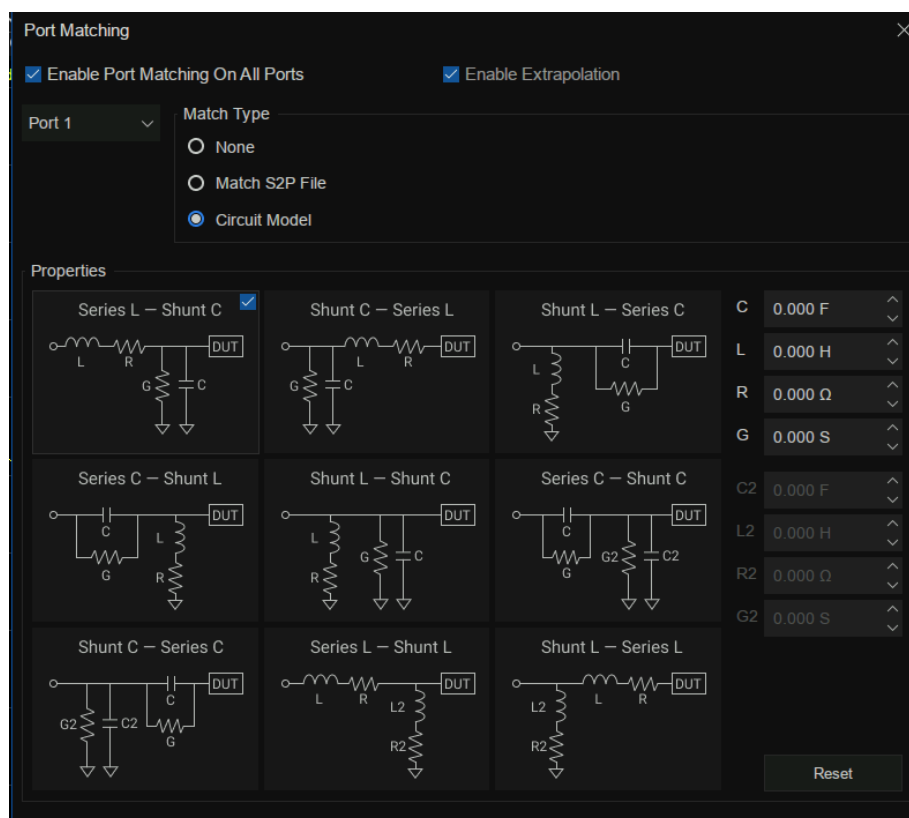 Port Matching
Enable Port Matching On All Ports
Enable Extrapolation
Port 1
Match Type
None
Match S2P File
Circuit Model
Properties
Series L – Shunt C
L
R
G
C
DUT
Shunt C – Series L
G
C
L
R
DUT
Shunt L – Series C
L
R
C
G
DUT
C 0.000 F
L 0.000 H
R 0.000 Ω
G 0.000 S
Series C – Shunt L
C
G
L
R
DUT
Shunt L – Shunt C
L
R
G
C
DUT
Series C – Shunt C
C
G
G2
C2
DUT
C2 0.000 F
L2 0.000 H
R2 0.000 Ω
G2 0.000 S
Shunt C – Series C
G2
C2
C
G
DUT
Series L – Shunt L
L
R
L2
R2
DUT
Shunt L – Series L
L2
R2
L
R
DUT
Reset